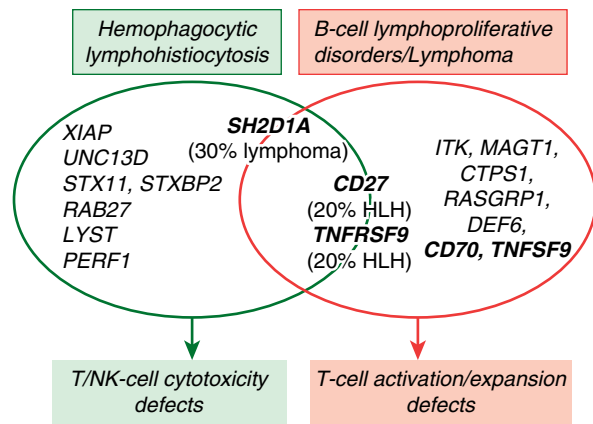 Hemophagocytic
lymphohistiocytosis
B-cell lymphoproliferative
disorders/Lymphoma
XIAP
UNC13D
STX11, STXBP2
RAB27
LYST
PERF1
SH2D1A
(30% lymphoma)
CD27
(20% HLH)
TNFRSF9
(20% HLH)
ITK, MAGT1,
CTPS1,
RASGRP1,
DEF6,
CD70, TNFSF9
T/NK-cell cytotoxicity
defects
T-cell activation/expansion
defects